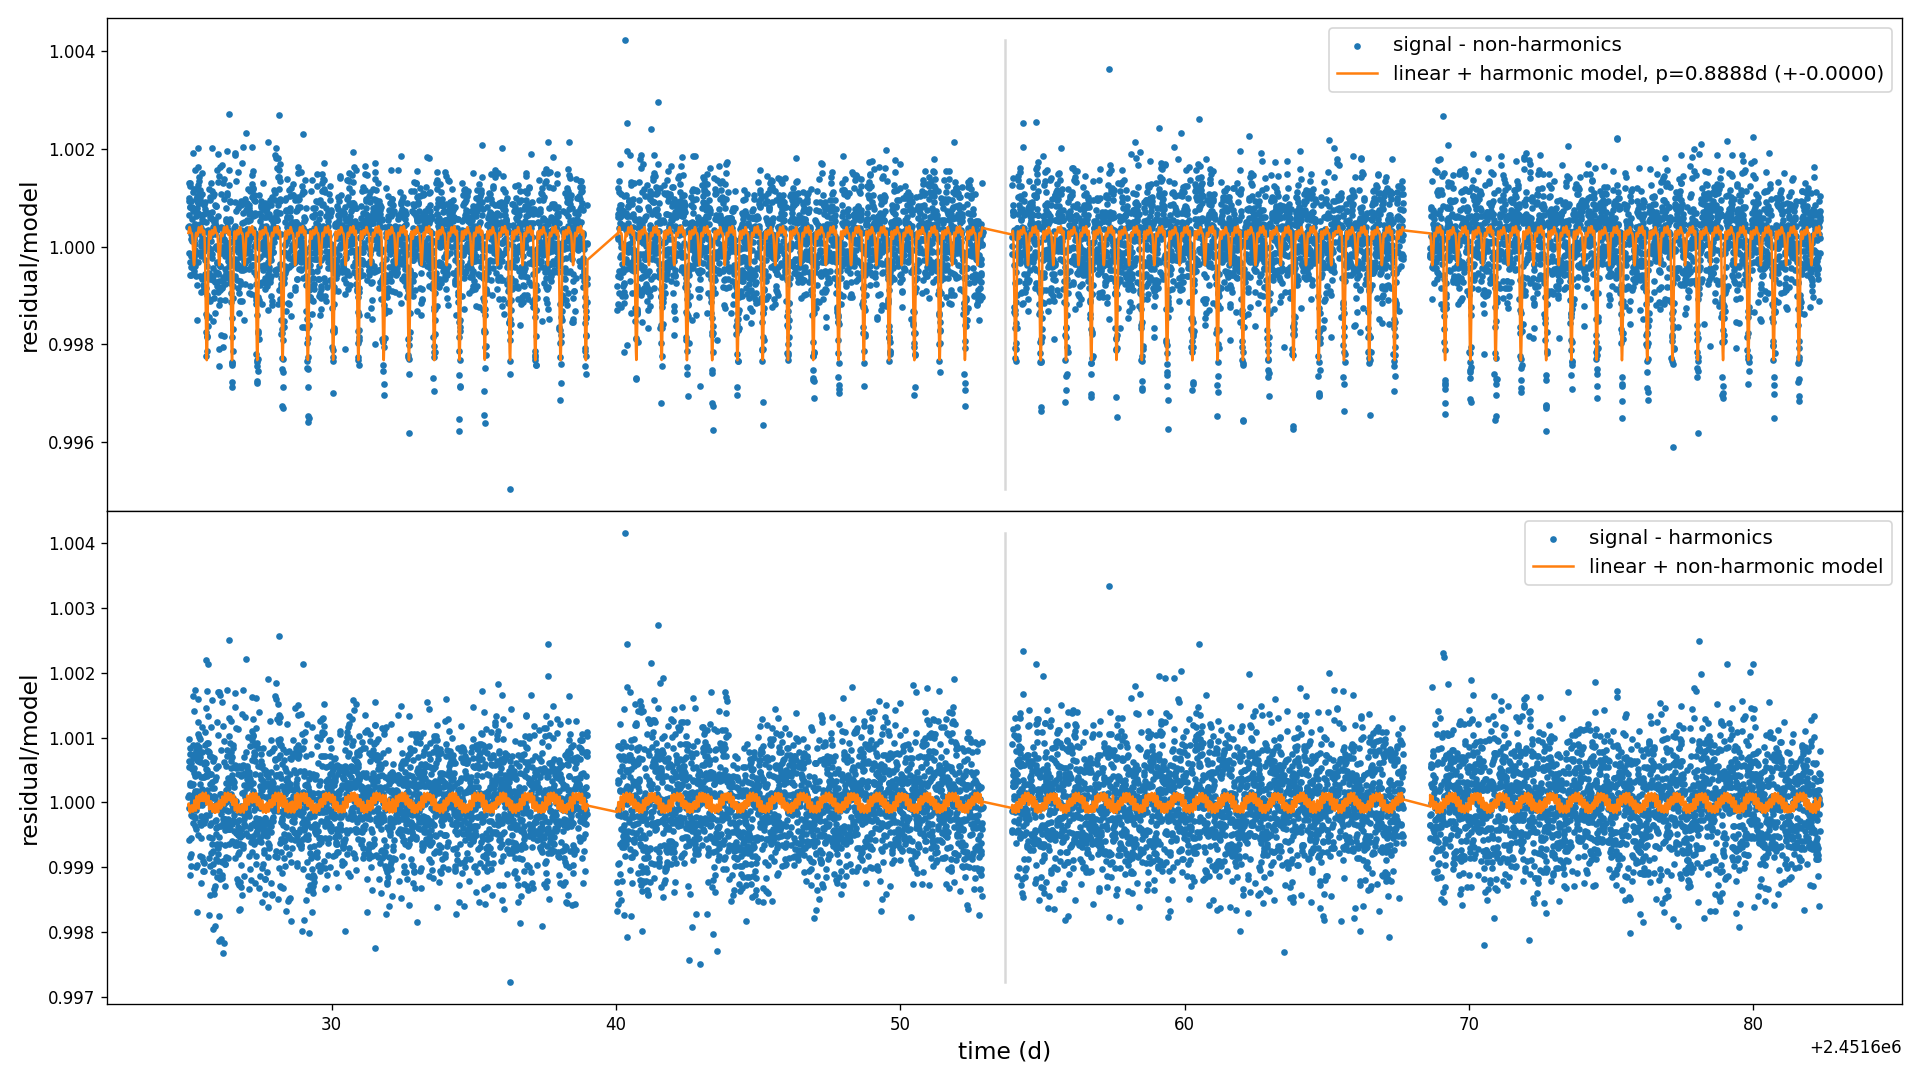 signal - non-harmonics
linear + harmonic model, p=0.8888d (+-0.0000)
1.004
1.002
1.000
0.998
0.996
residual/model
signal - harmonics
linear + non-harmonic model
1.004
1.003
1.002
1.001
1.000
0.999
0.998
0.997
residual/model
30
40
50
60
70
80
time (d)
+2.4516e6